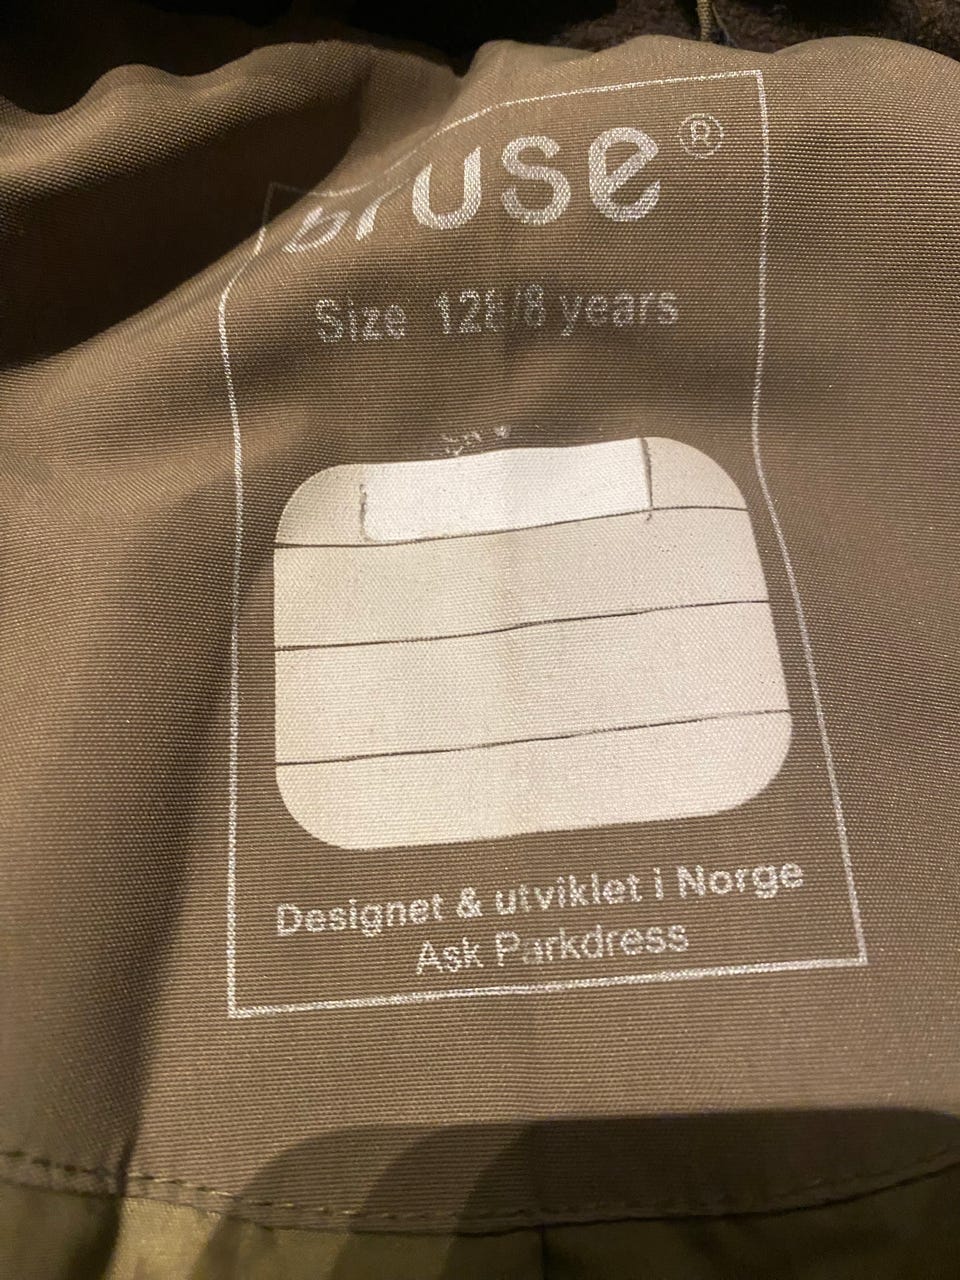 bruse®
Size 128/8 years
Designet & utviklet i Norge
Ask Parkdress